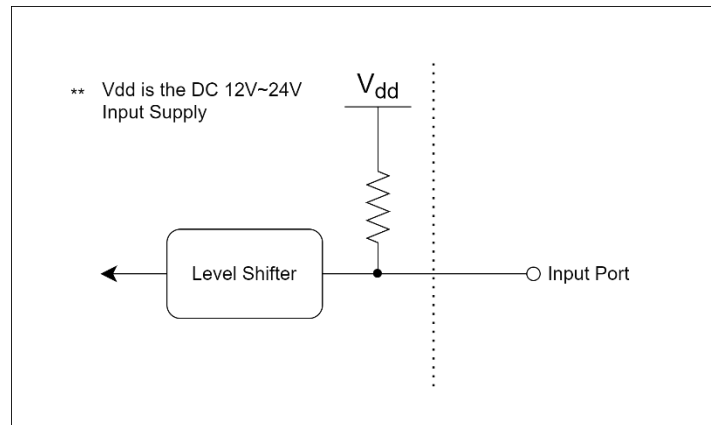 ** Vdd is the DC 12V~24V
Input Supply
Vdd
Level Shifter
Input Port